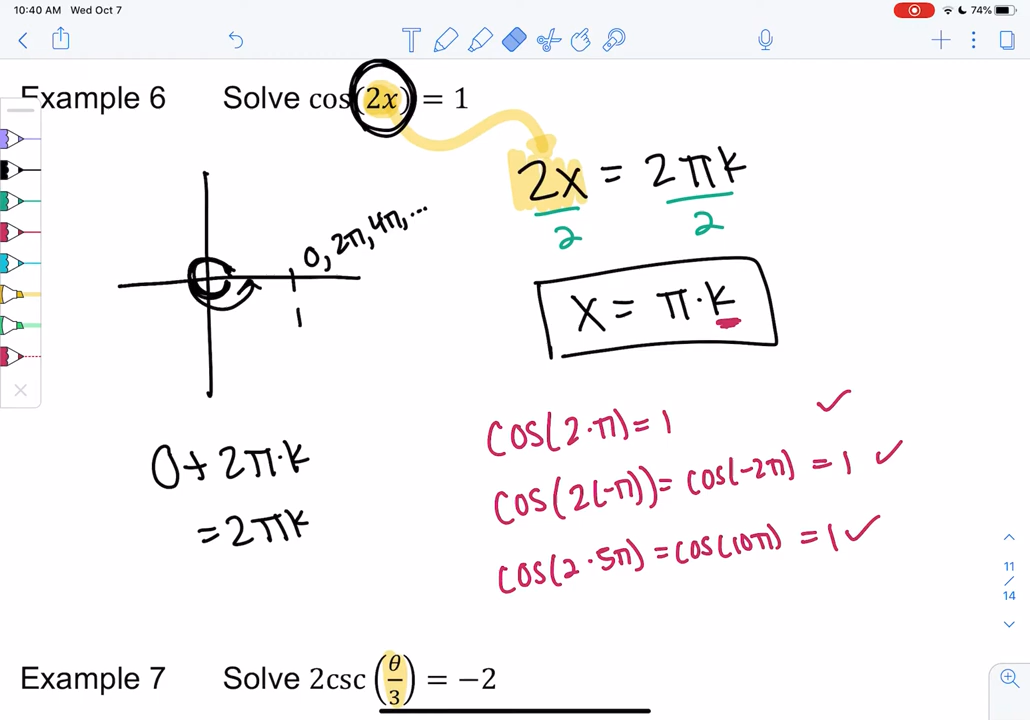 10:40 AM Wed Oct 7
74%
Example 6 Solve cos(2x) = 1
2x = 2πk
2 2
0, 2π, 4π, ...
1
x = π·k
cos(2·π) = 1 ✓
cos(2(-π)) = cos(-2π) = 1 ✓
cos(2·5π) = cos(10π) = 1 ✓
0 + 2π·k
= 2πk
11
/
14
Example 7 Solve 2csc(θ/3) = −2